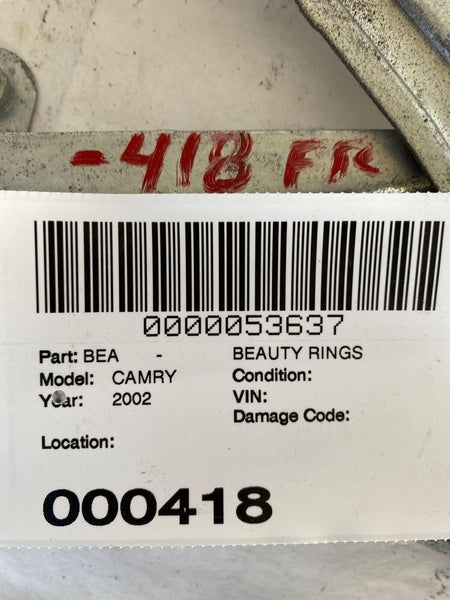 -418 FR
0000053637
Part: BEA - BEAUTY RINGS
Model: CAMRY Condition:
Year: 2002 VIN:
Damage Code:
Location:
000418